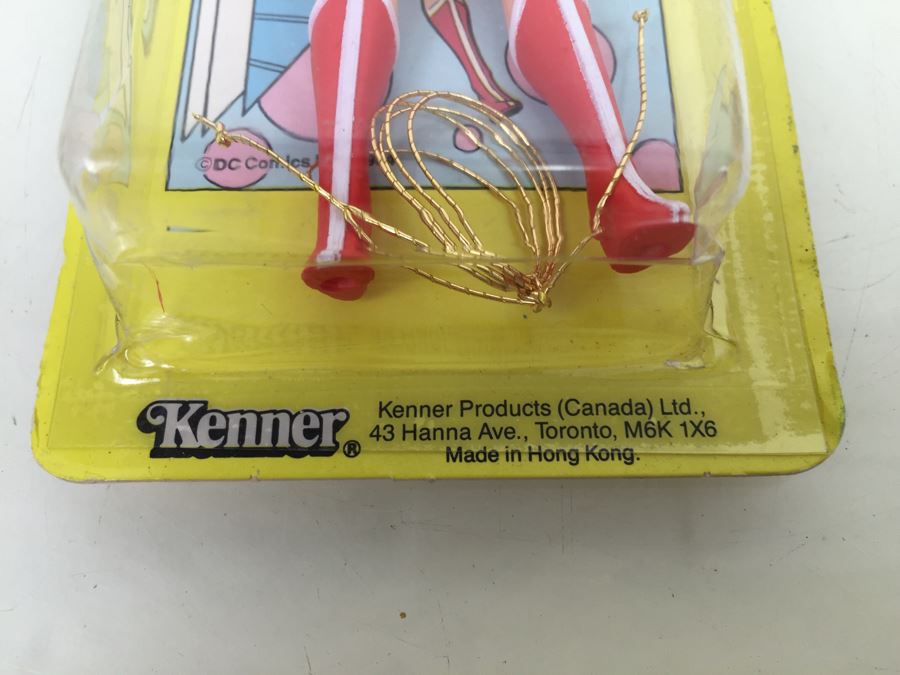 ©DC Comics
Kenner®
Kenner Products (Canada) Ltd.,
43 Hanna Ave., Toronto, M6K 1X6
Made in Hong Kong.